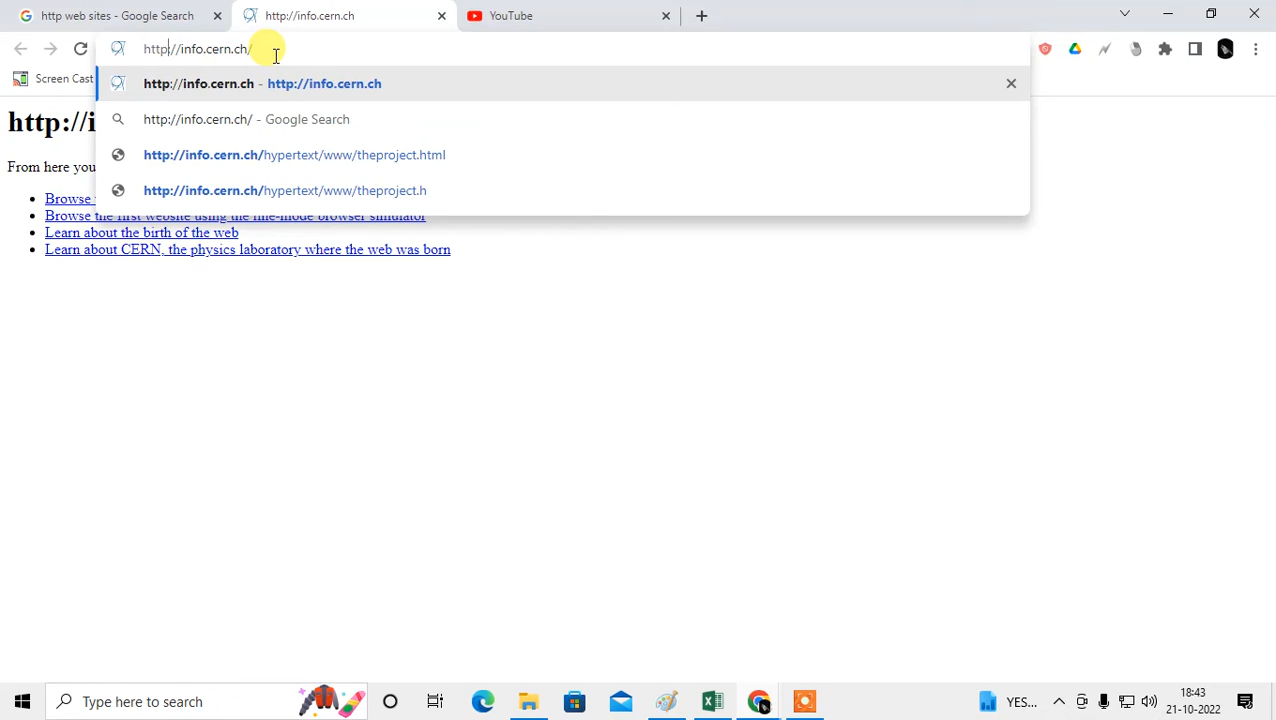 http web sites - Google Search
http://info.cern.ch
YouTube
http//info.cern.ch/
Screen Cast
http://info.cern.ch - http://info.cern.ch
http://i
http://info.cern.ch/ - Google Search
From here you
http://info.cern.ch/hypertext/www/theproject.html
http://info.cern.ch/hypertext/www/theproject.h
Browse
Browse the first website using the line-mode browser simulator
Learn about the birth of the web
Learn about CERN, the physics laboratory where the web was born
Type here to search
YES...
18:43
21-10-2022